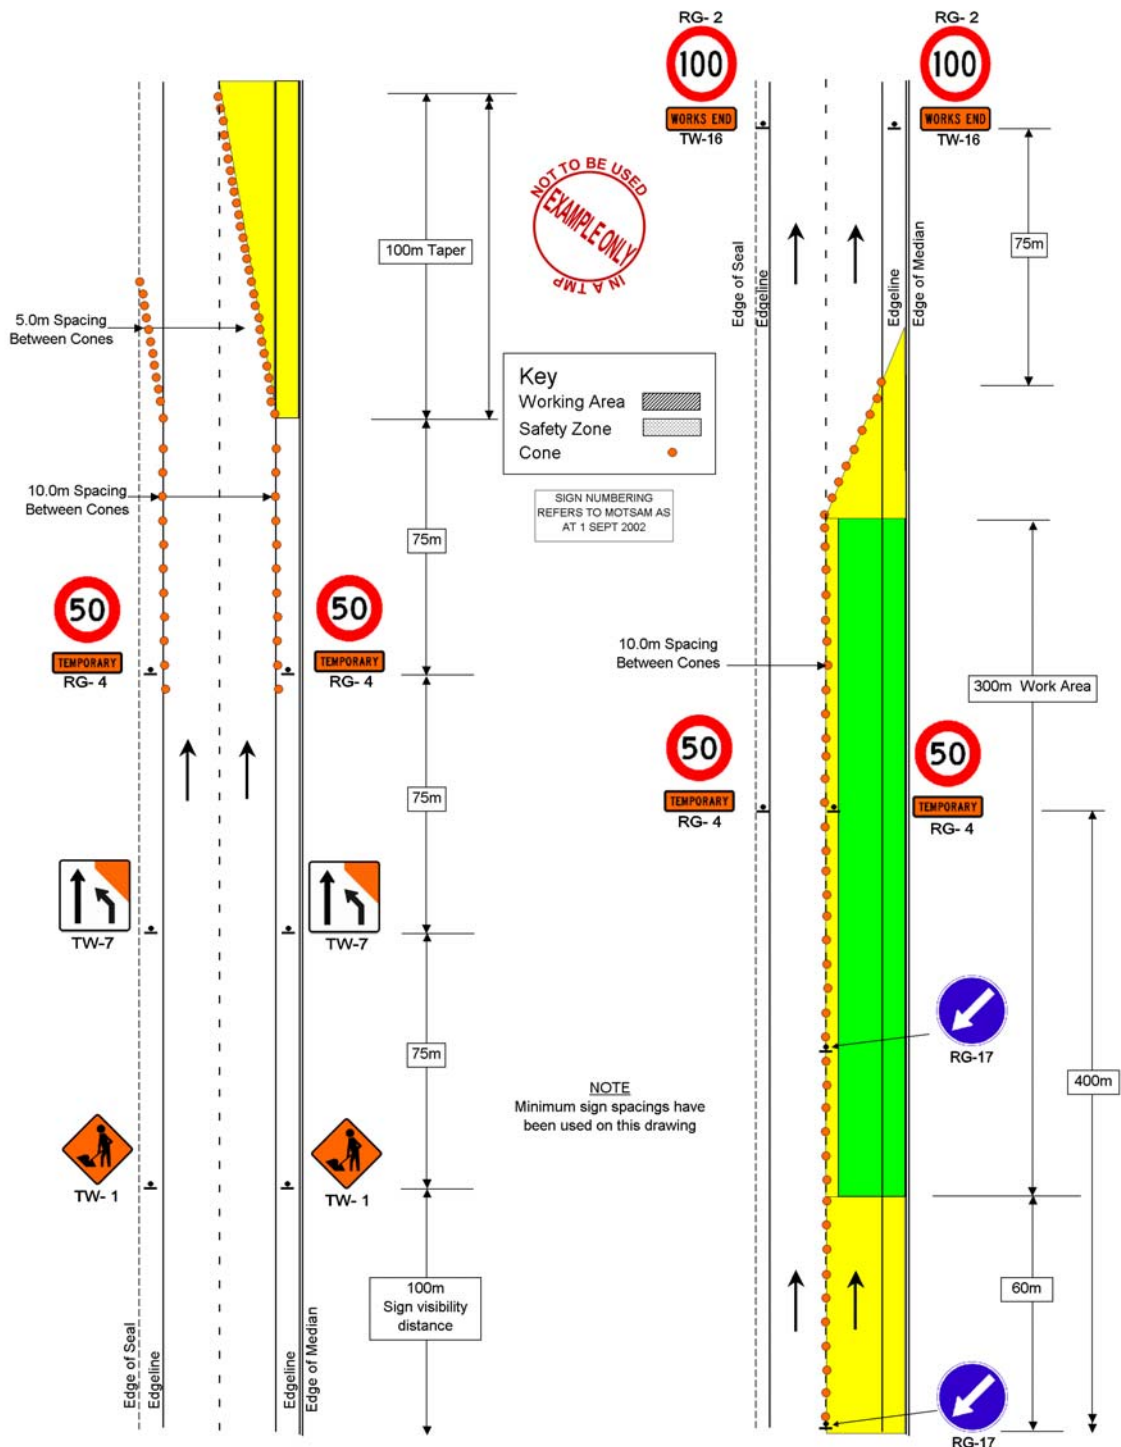 100m Taper
5.0m Spacing
Between Cones
10.0m Spacing
Between Cones
75m
50
TEMPORARY
RG- 4
50
TEMPORARY
RG- 4
75m
TW-7
TW-7
75m
TW- 1
TW- 1
100m
Sign visibility
distance
Edge of Seal
Edgeline
Edgeline
Edge of Median
NOT TO BE USED
EXAMPLE ONLY
IN A TMP
Key
Working Area
Safety Zone
Cone
SIGN NUMBERING
REFERS TO MOTSAM AS
AT 1 SEPT 2002
NOTE
Minimum sign spacings have
been used on this drawing
RG- 2
100
WORKS END
TW-16
RG- 2
100
WORKS END
TW-16
Edge of Seal
Edgeline
Edgeline
Edge of Median
75m
10.0m Spacing
Between Cones
300m Work Area
50
TEMPORARY
RG- 4
50
TEMPORARY
RG- 4
RG-17
400m
60m
RG-17